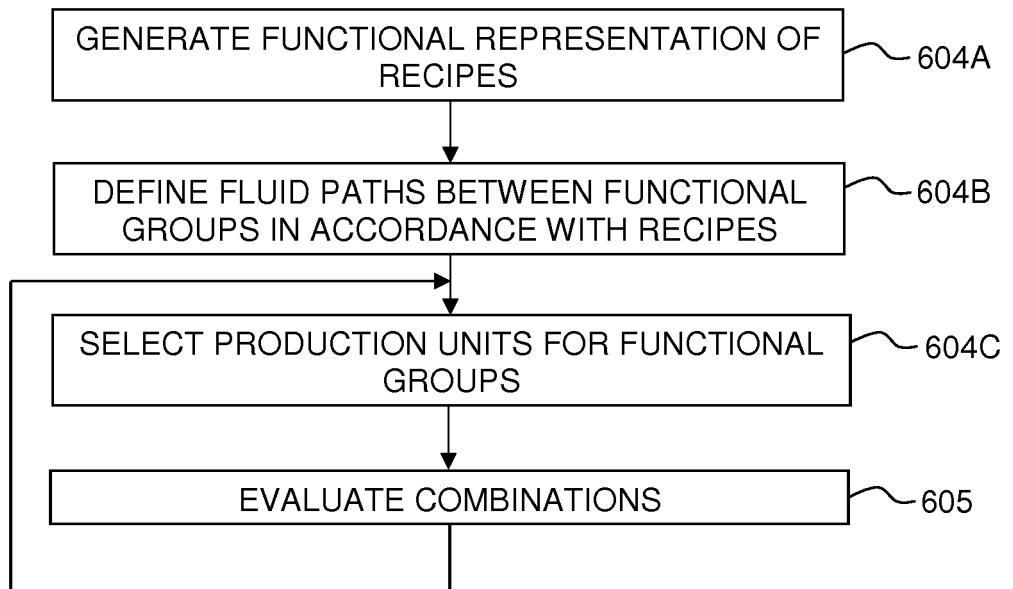 GENERATE FUNCTIONAL REPRESENTATION OF
RECIPES
604A
DEFINE FLUID PATHS BETWEEN FUNCTIONAL
GROUPS IN ACCORDANCE WITH RECIPES
604B
SELECT PRODUCTION UNITS FOR FUNCTIONAL
GROUPS
604C
EVALUATE COMBINATIONS
605